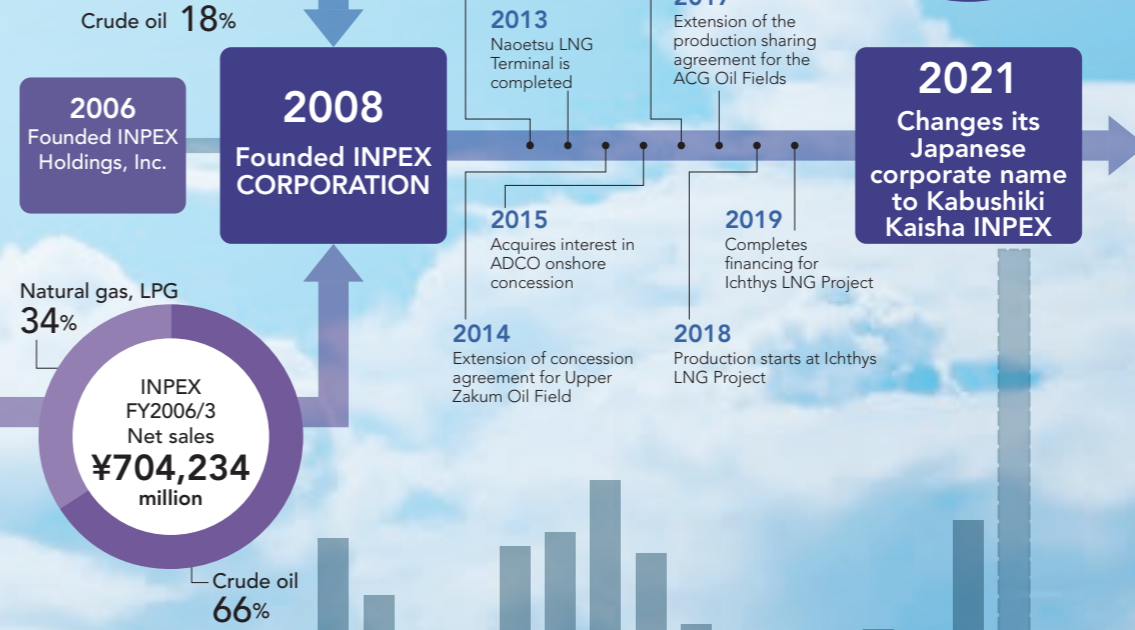 Crude oil 18%
2006
Founded INPEX
Holdings, Inc.
2008
Founded INPEX
CORPORATION
2013
Naoetsu LNG
Terminal is
completed
2017
Extension of the
production sharing
agreement for the
ACG Oil Fields
2021
Changes its
Japanese
corporate name
to Kabushiki
Kaisha INPEX
2015
Acquires interest in
ADCO onshore
concession
2019
Completes
financing for
Ichthys LNG Project
2014
Extension of concession
agreement for Upper
Zakum Oil Field
2018
Production starts at Ichthys
LNG Project
Natural gas, LPG
34%
INPEX
FY2006/3
Net sales
¥704,234
million
Crude oil
66%